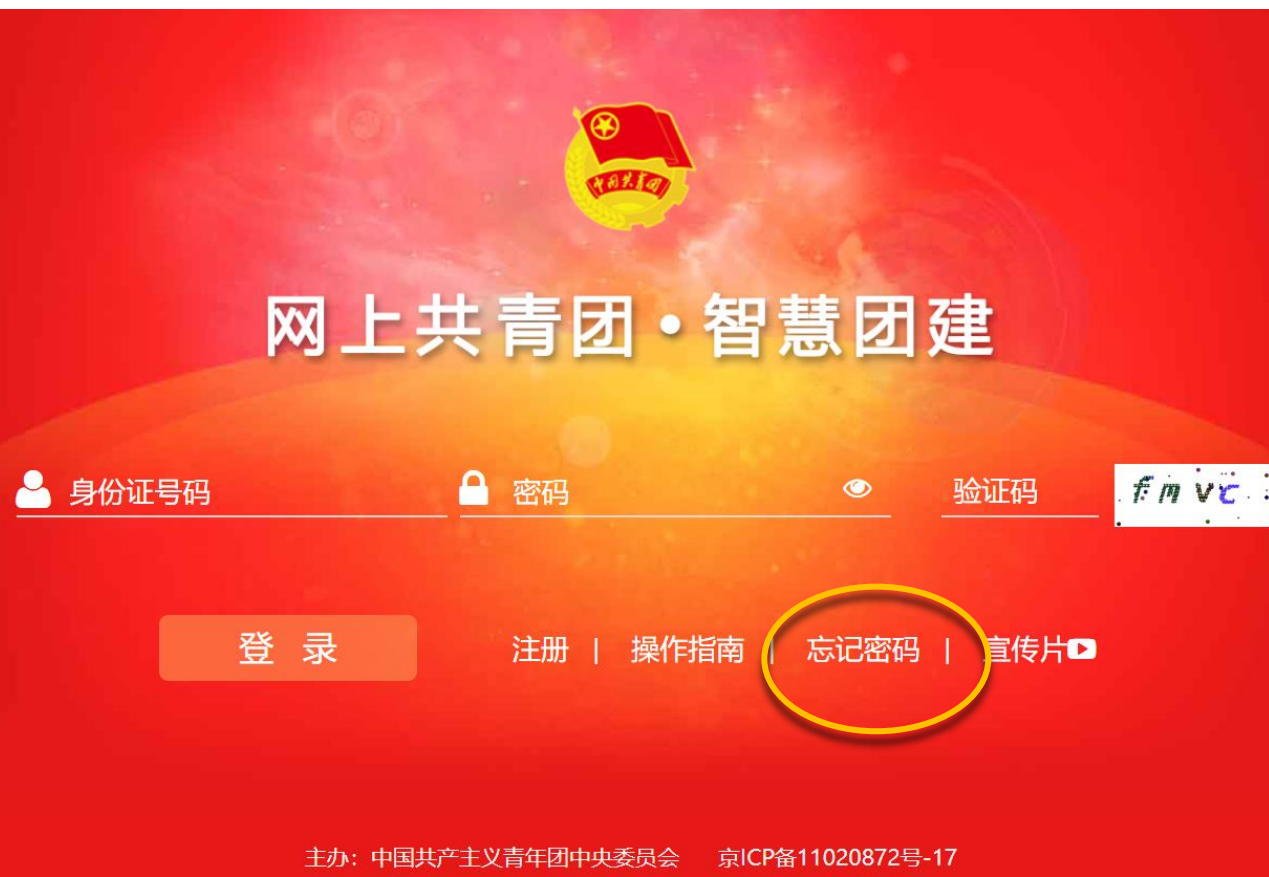 中国共青团
网上共青团·智慧团建
身份证号码 密码 验证码 fmvc
登 录 注册 | 操作指南 | 忘记密码 | 宣传片
主办：中国共产主义青年团中央委员会 京ICP备11020872号-17